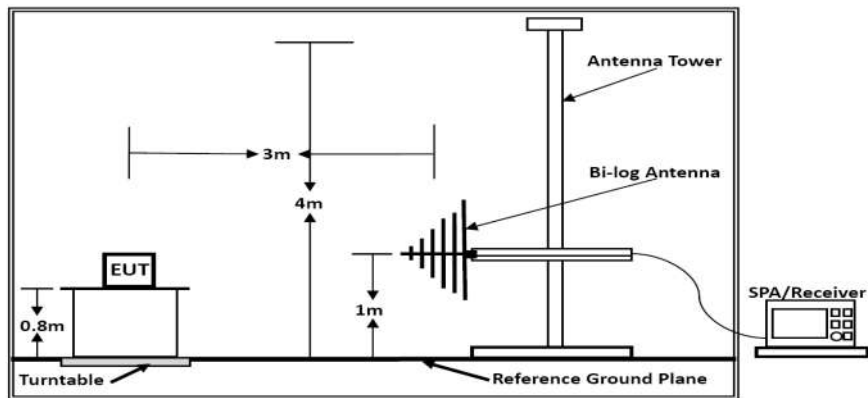 Antenna Tower
3m
Bi-log Antenna
4m
EUT
SPA/Receiver
1m
0.8m
Turntable
Reference Ground Plane